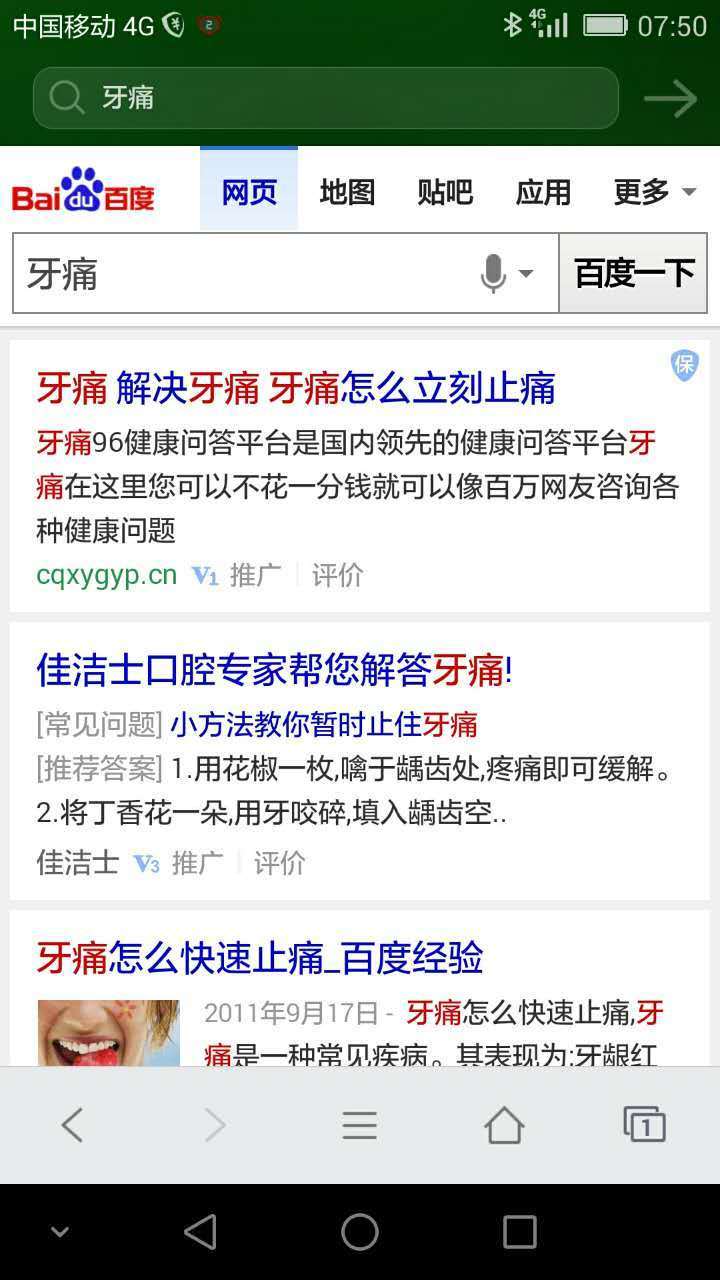 中国移动 4G 4G 07:50
牙痛
Bai du 百度 网页 地图 贴吧 应用 更多
牙痛 百度一下
保
牙痛 解决牙痛 牙痛怎么立刻止痛
牙痛96健康问答平台是国内领先的健康问答平台牙
痛在这里您可以不花一分钱就可以像百万网友咨询各
种健康问题
cqxygyp.cn V1 推广 评价
佳洁士口腔专家帮您解答牙痛!
[常见问题] 小方法教你暂时止住牙痛
[推荐答案] 1.用花椒一枚,噙于龋齿处,疼痛即可缓解。
2.将丁香花一朵,用牙咬碎,填入龋齿空..
佳洁士 V3 推广 评价
牙痛怎么快速止痛_百度经验
2011年9月17日 - 牙痛怎么快速止痛,牙
痛是一种常见疾病。其表现为:牙龈红
1